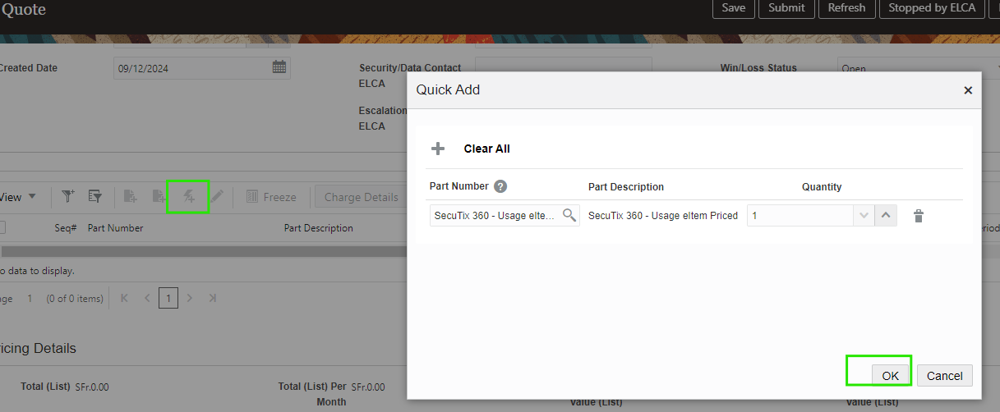 Quote
Save Submit Refresh Stopped by ELCA
Created Date 09/12/2024 Security/Data Contact Win/Loss Status Open
ELCA
Escalation
ELCA
Quick Add
Clear All
Part Number ? Part Description Quantity
SecuTix 360 - Usage eIte... SecuTix 360 - Usage eItem Priced 1
OK Cancel
View Freeze Charge Details
Seq# Part Number Part Description
o data to display.
age 1 (0 of 0 items) 1
ricing Details
Total (List) SFr.0.00 Total (List) Per SFr.0.00
Month Value (List) Value (List)